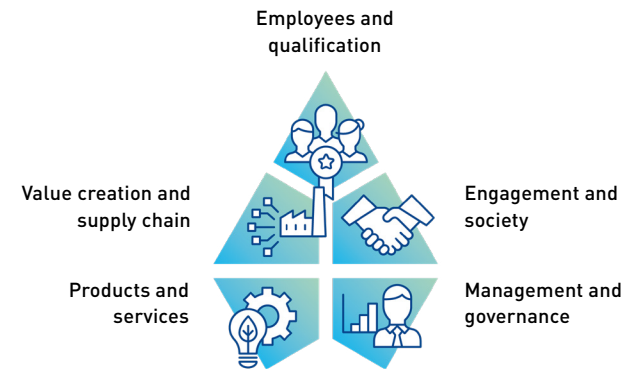 Employees and
qualification
Value creation and
supply chain
Engagement and
society
Products and
services
Management and
governance